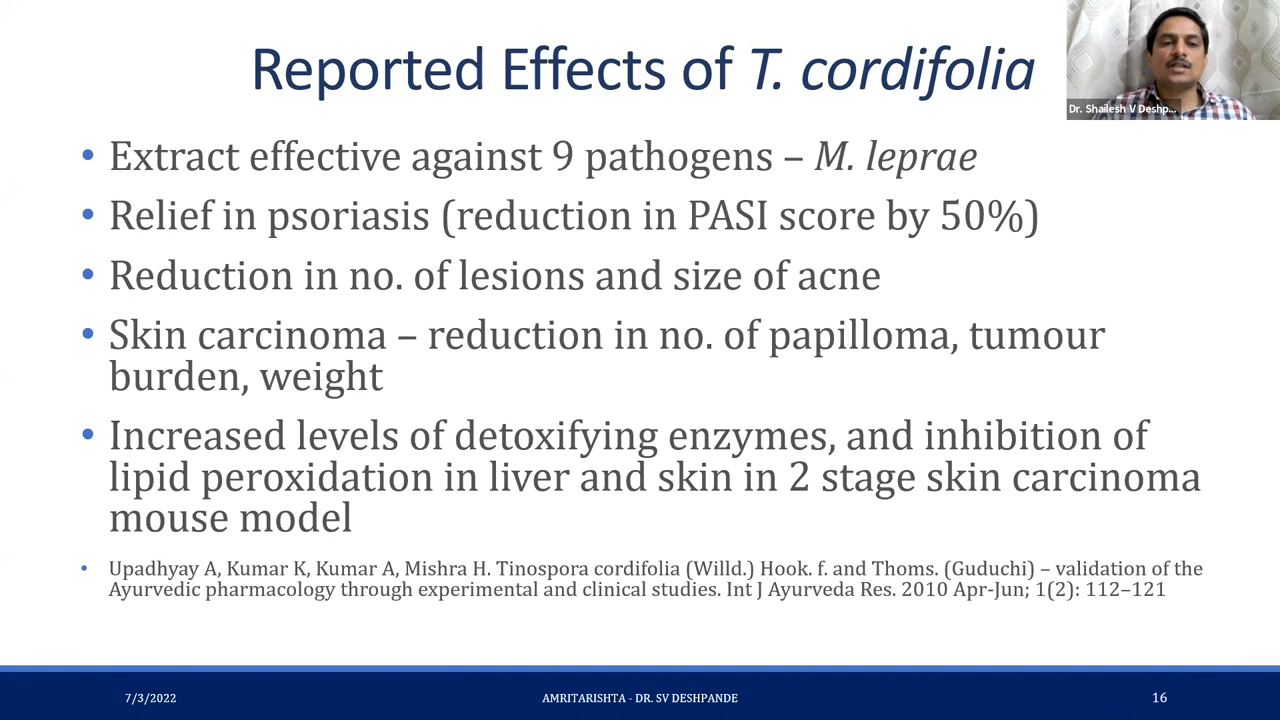 Reported Effects of T. cordifolia
Dr. Shailesh V Deshp...
• Extract effective against 9 pathogens – M. leprae
• Relief in psoriasis (reduction in PASI score by 50%)
• Reduction in no. of lesions and size of acne
• Skin carcinoma – reduction in no. of papilloma, tumour
burden, weight
• Increased levels of detoxifying enzymes, and inhibition of
lipid peroxidation in liver and skin in 2 stage skin carcinoma
mouse model
• Upadhyay A, Kumar K, Kumar A, Mishra H. Tinospora cordifolia (Willd.) Hook. f. and Thoms. (Guduchi) – validation of the
Ayurvedic pharmacology through experimental and clinical studies. Int J Ayurveda Res. 2010 Apr-Jun; 1(2): 112–121
7/3/2022
AMRITARISHTA - DR. SV DESHPANDE
16